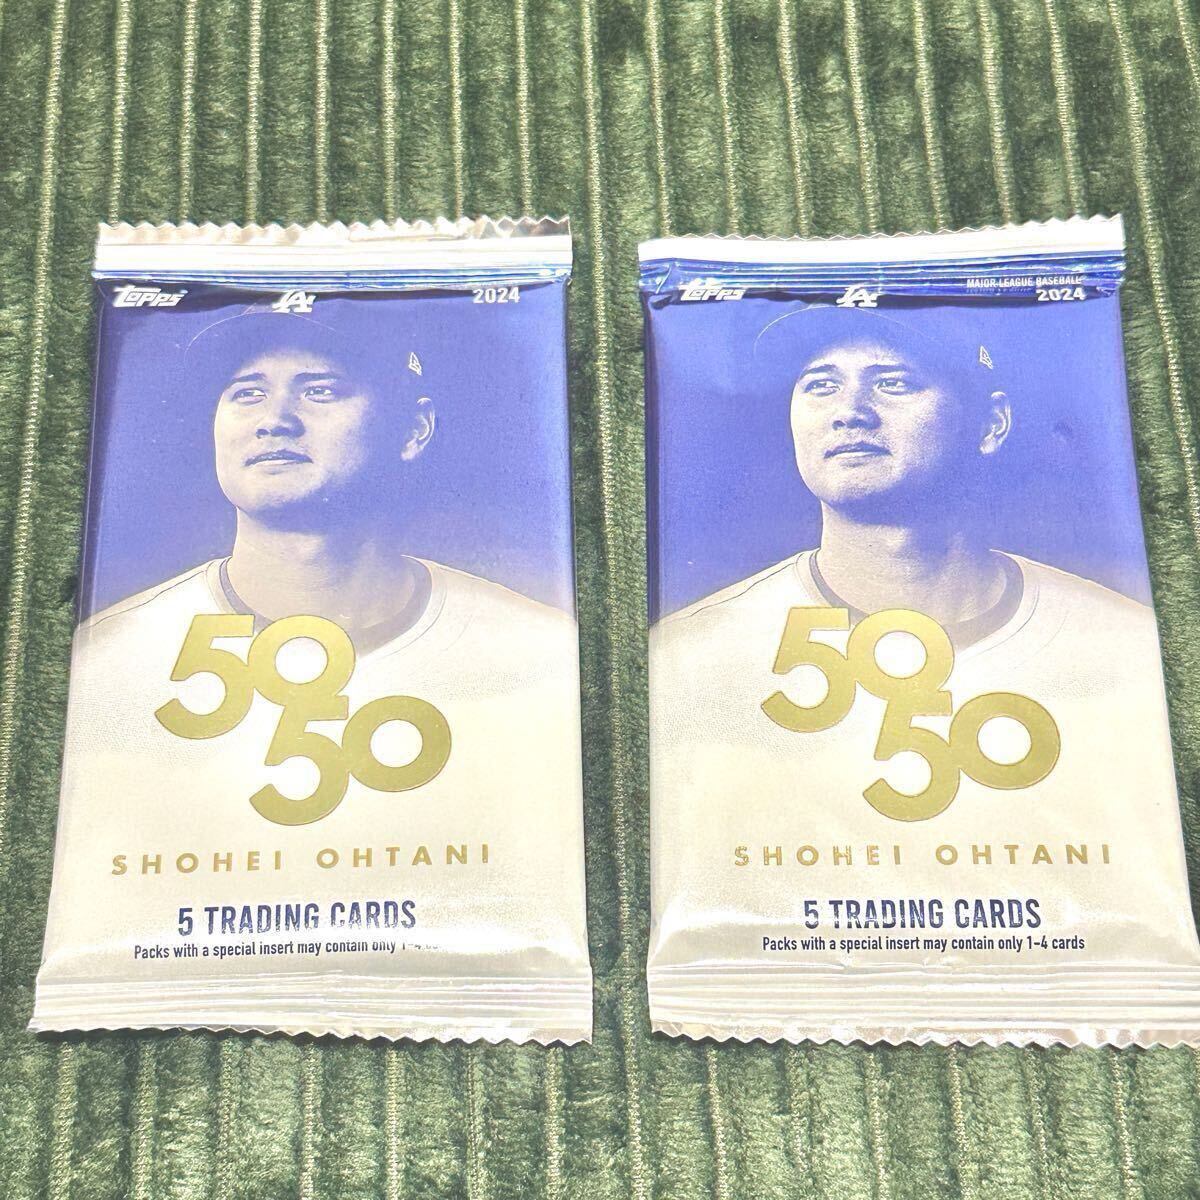 Topps LA 2024
50
50
SHOHEI OHTANI
5 TRADING CARDS
Packs with a special insert may contain only 1-4
MAJOR LEAGUE BASEBALL
Topps LA 2024
50
50
SHOHEI OHTANI
5 TRADING CARDS
Packs with a special insert may contain only 1-4 cards